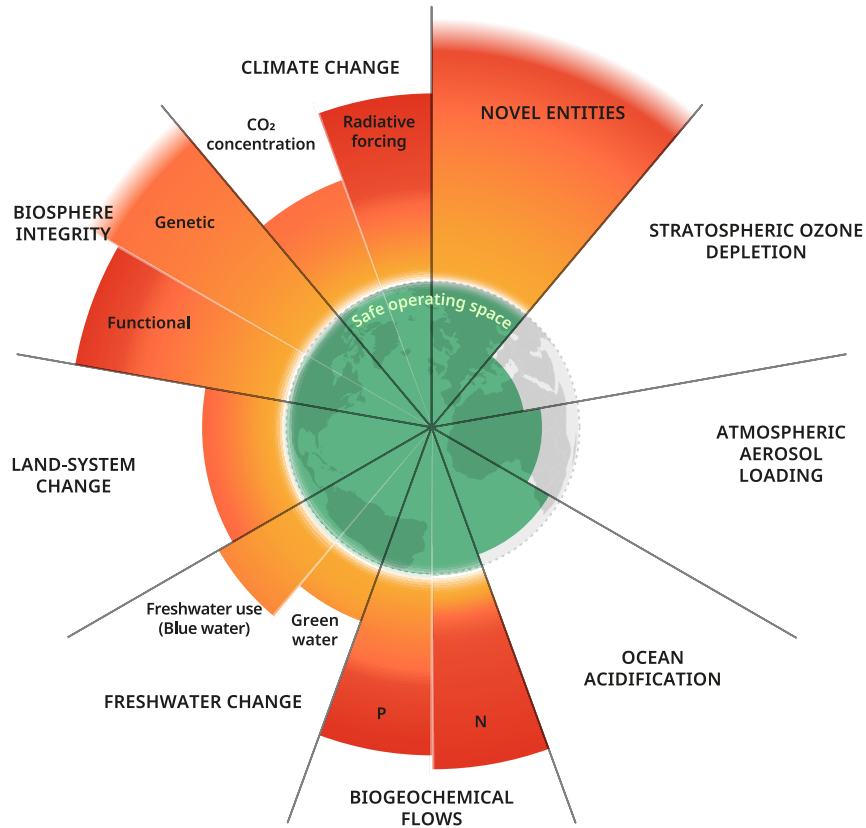 CLIMATE CHANGE
CO₂
concentration
Radiative
forcing
NOVEL ENTITIES
STRATOSPHERIC OZONE
DEPLETION
BIOSPHERE
INTEGRITY
Genetic
Functional
Safe operating space
ATMOSPHERIC
AEROSOL
LOADING
LAND-SYSTEM
CHANGE
Freshwater use
(Blue water)
Green
water
FRESHWATER CHANGE
OCEAN
ACIDIFICATION
P
N
BIOGEOCHEMICAL
FLOWS